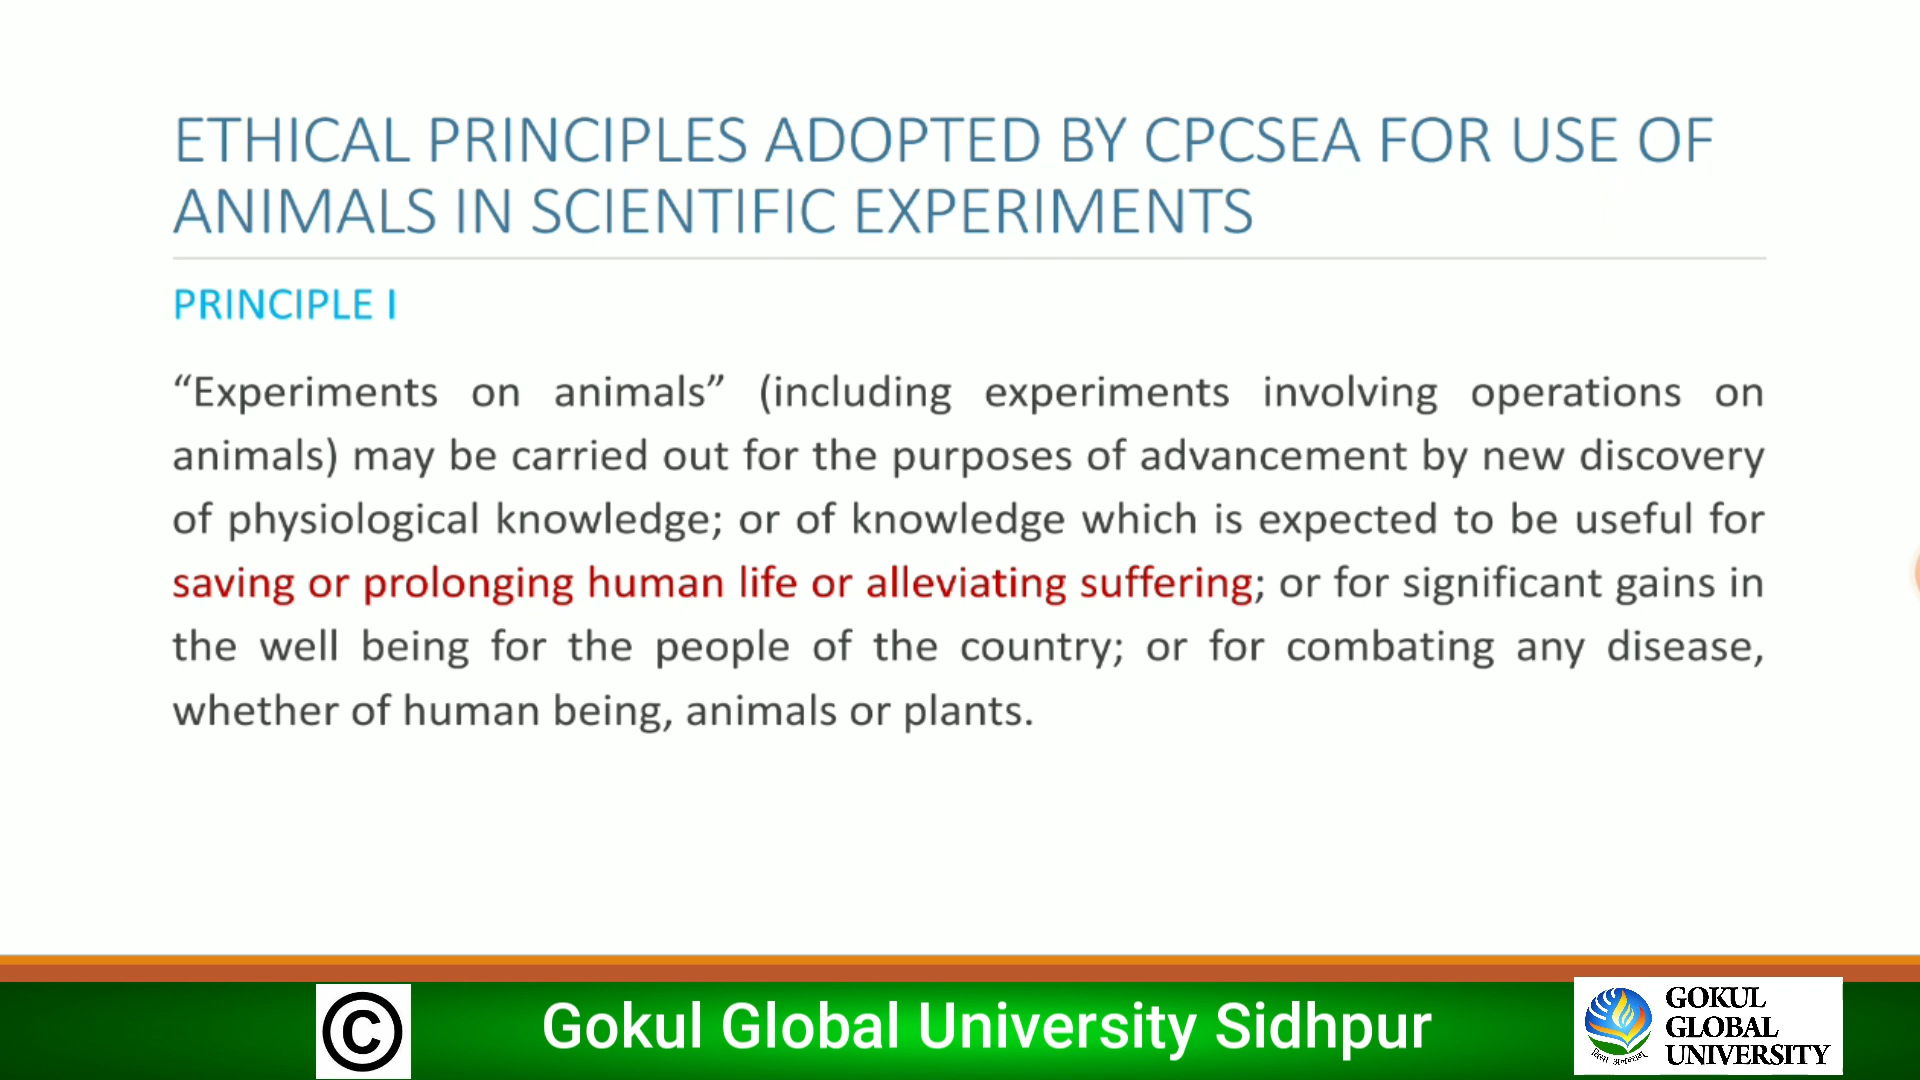 ETHICAL PRINCIPLES ADOPTED BY CPCSEA FOR USE OF
ANIMALS IN SCIENTIFIC EXPERIMENTS
PRINCIPLE I
“Experiments on animals” (including experiments involving operations on
animals) may be carried out for the purposes of advancement by new discovery
of physiological knowledge; or of knowledge which is expected to be useful for
saving or prolonging human life or alleviating suffering; or for significant gains in
the well being for the people of the country; or for combating any disease,
whether of human being, animals or plants.
©
Gokul Global University Sidhpur
GOKUL
GLOBAL
UNIVERSITY